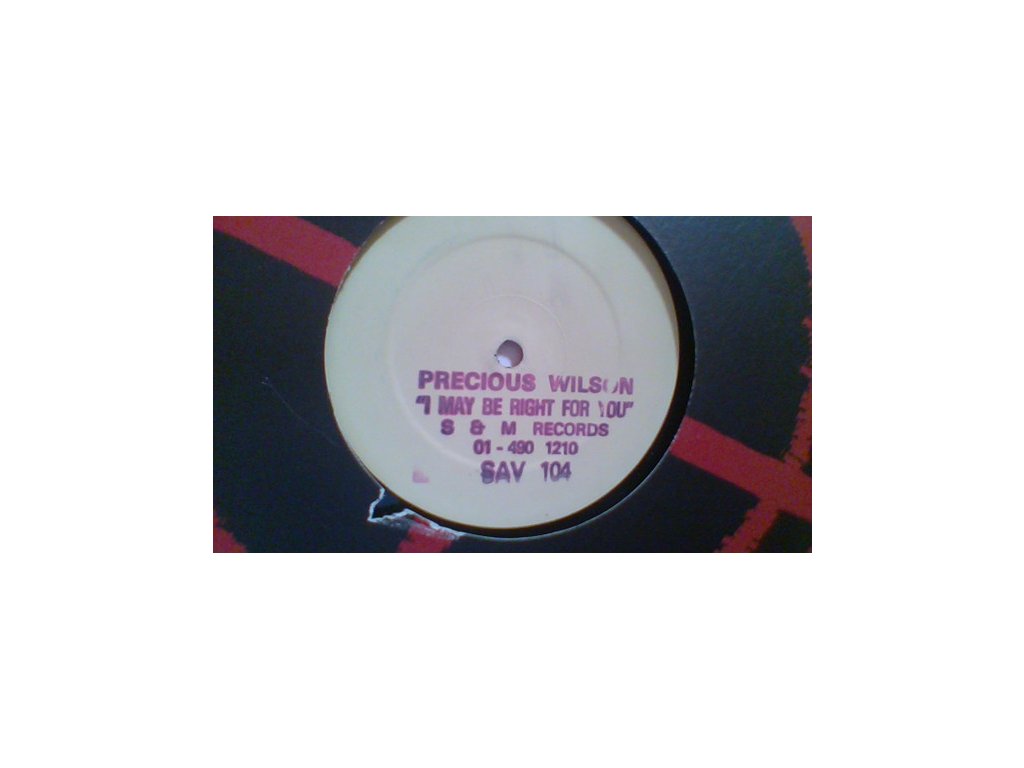 PRECIOUS WILSON
"I MAY BE RIGHT FOR YOU"
S & M RECORDS
01 - 490 1210
SAV 104